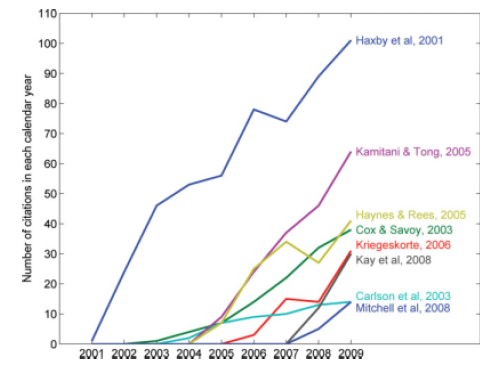 110
100
90
80
70
60
50
40
30
20
10
0
Number of citations in each calendar year
Haxby et al, 2001
Kamitani & Tong, 2005
Haynes & Rees, 2005
Cox & Savoy, 2003
Kriegeskorte, 2006
Kay et al, 2008
Carlson et al, 2003
Mitchell et al, 2008
2001 2002 2003 2004 2005 2006 2007 2008 2009